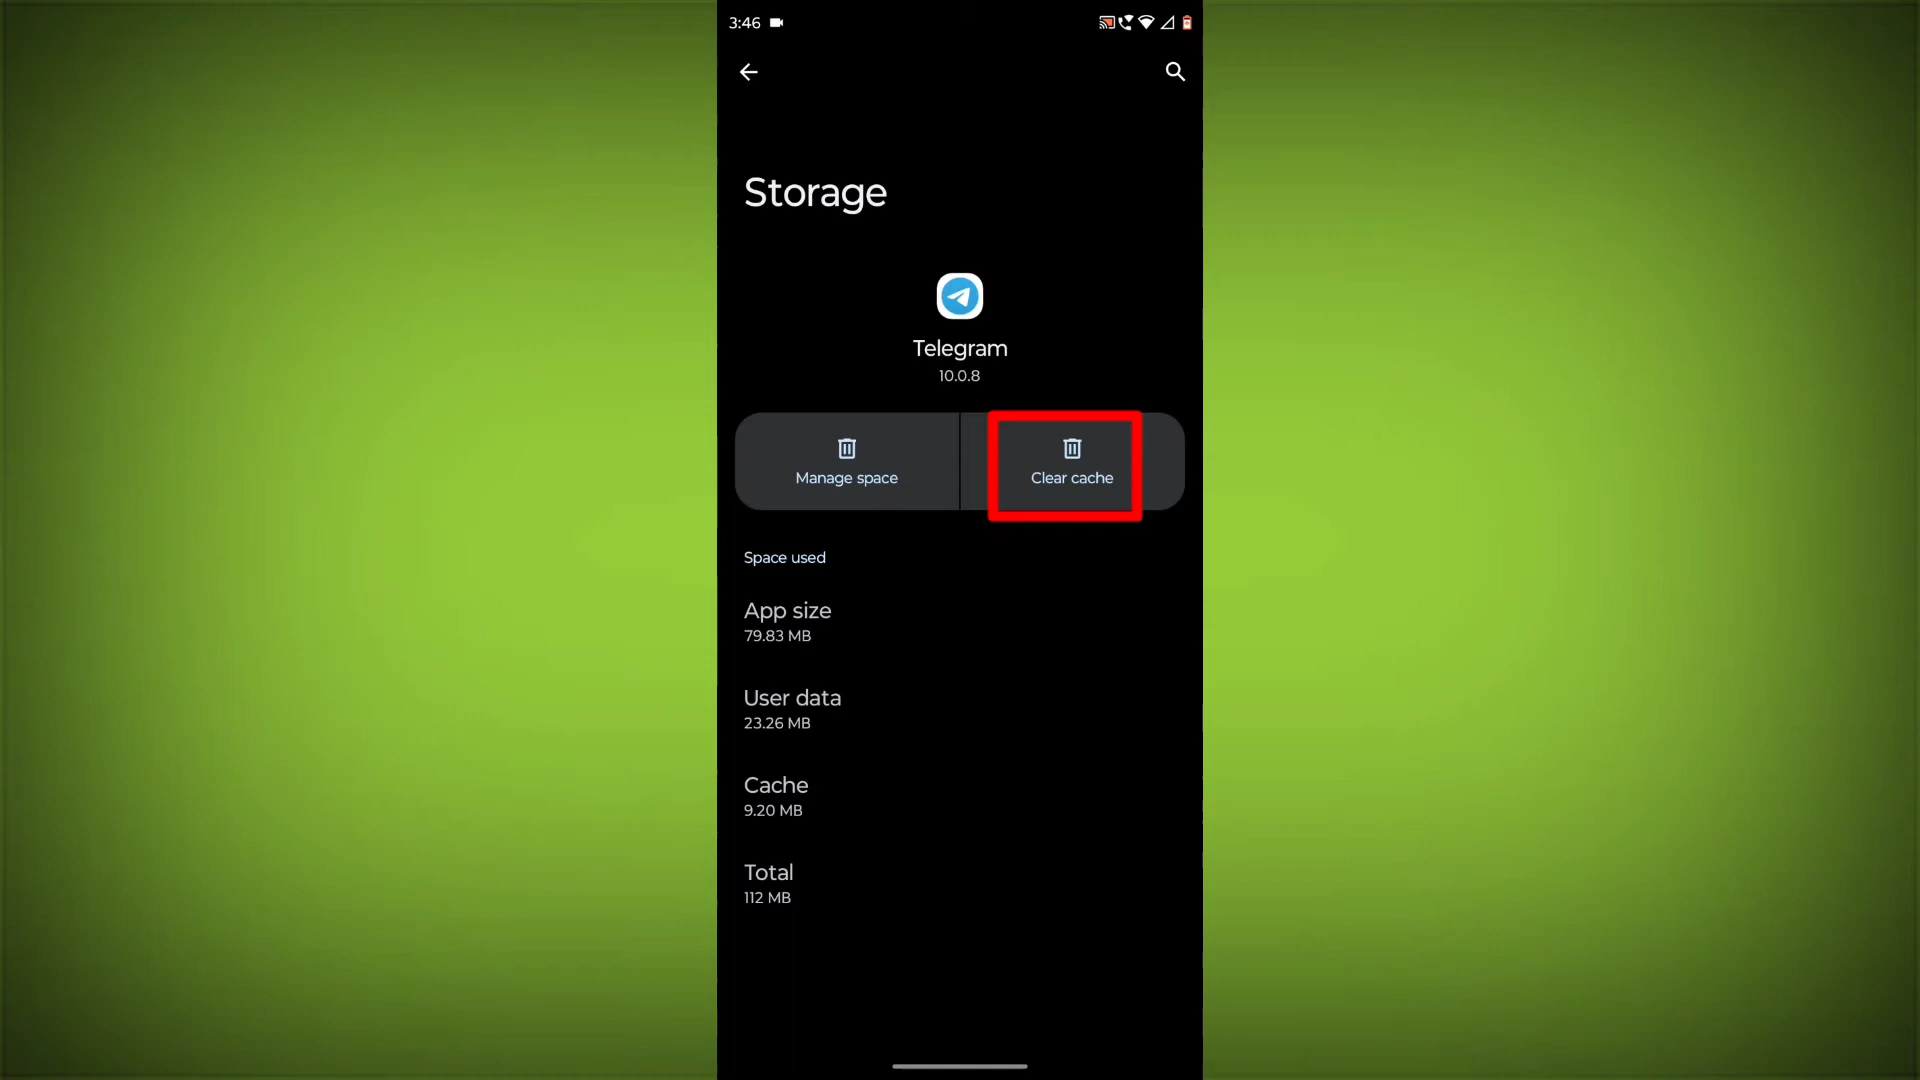 3:46
Storage
Telegram
10.0.8
Manage space
Clear cache
Space used
App size
79.83 MB
User data
23.26 MB
Cache
9.20 MB
Total
112 MB